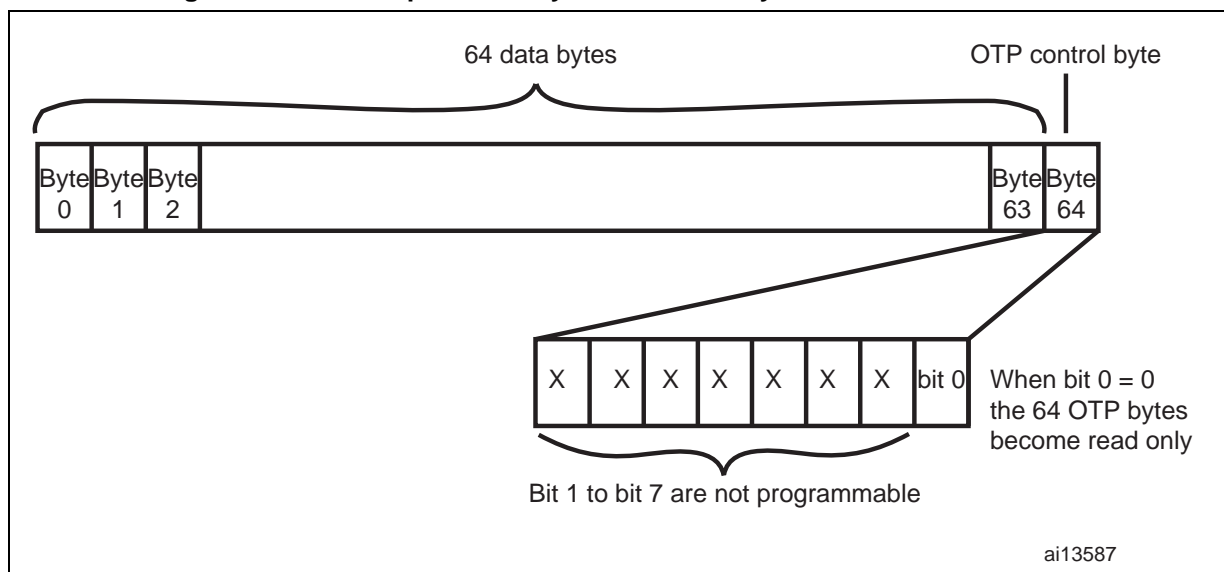 64 data bytes
OTP control byte
Byte Byte Byte Byte Byte
0 1 2 63 64
X X X X X X X bit 0
When bit 0 = 0
the 64 OTP bytes
become read only
Bit 1 to bit 7 are not programmable
ai13587